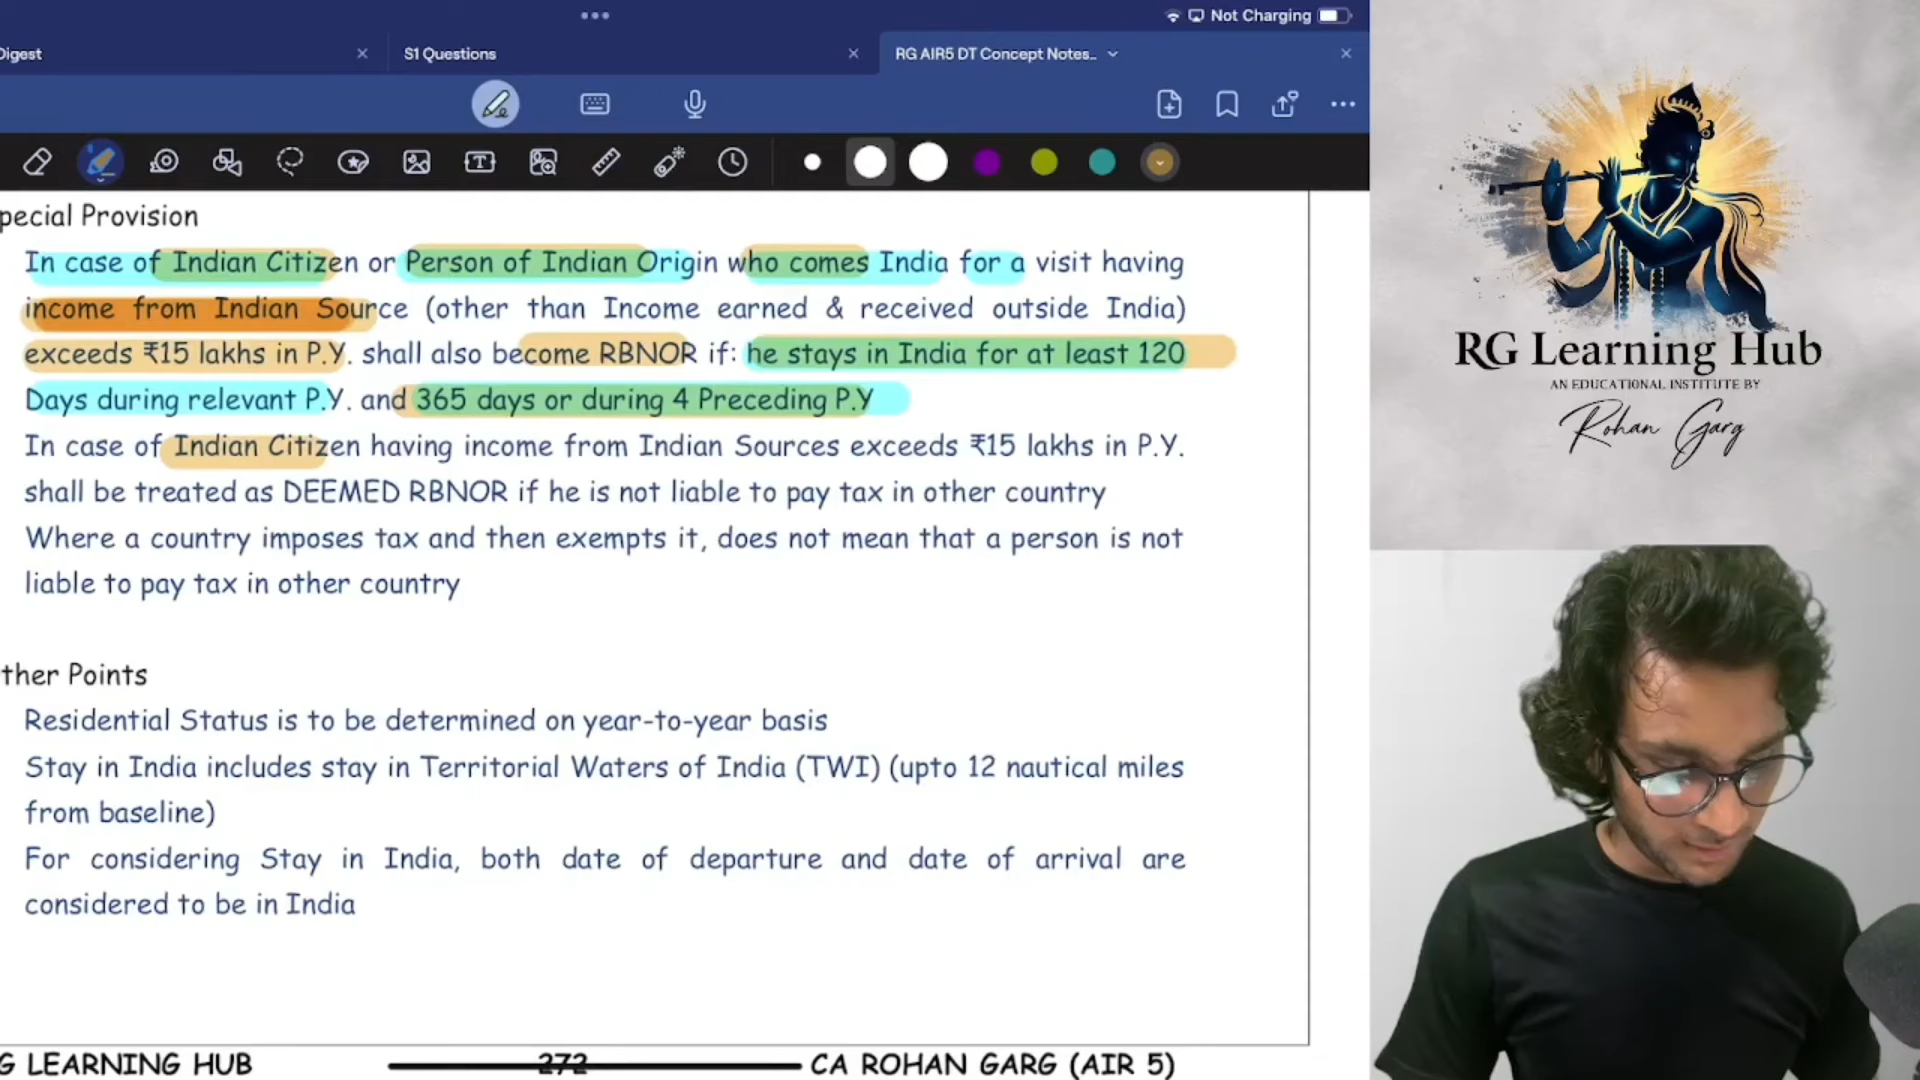 Not Charging
Digest
S1 Questions
RG AIR5 DT Concept Notes..
pecial Provision
In case of Indian Citizen or Person of Indian Origin who comes India for a visit having
income from Indian Source (other than Income earned & received outside India)
exceeds ₹15 lakhs in P.Y. shall also become RBNOR if: he stays in India for at least 120
Days during relevant P.Y. and 365 days or during 4 Preceding P.Y
In case of Indian Citizen having income from Indian Sources exceeds ₹15 lakhs in P.Y.
shall be treated as DEEMED RBNOR if he is not liable to pay tax in other country
Where a country imposes tax and then exempts it, does not mean that a person is not
liable to pay tax in other country
ther Points
Residential Status is to be determined on year-to-year basis
Stay in India includes stay in Territorial Waters of India (TWI) (upto 12 nautical miles
from baseline)
For considering Stay in India, both date of departure and date of arrival are
considered to be in India
G LEARNING HUB 272 CA ROHAN GARG (AIR 5)
RG Learning Hub
AN EDUCATIONAL INSTITUTE BY
Rohan Garg